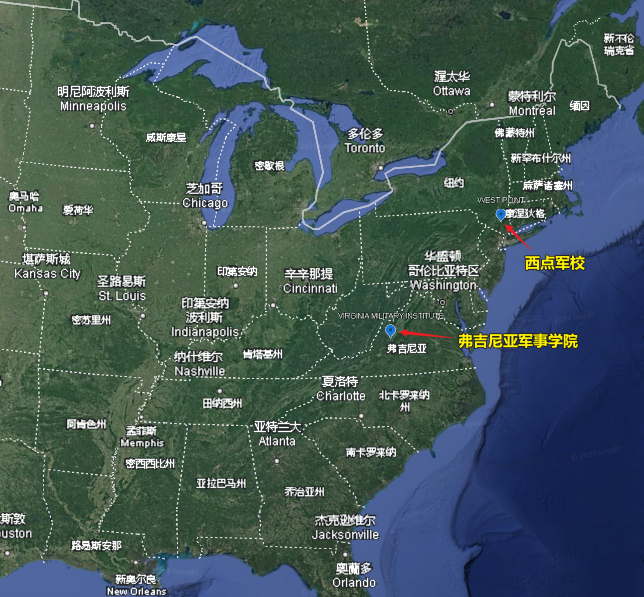 新不伦
瑞克省
渥太华
Ottawa
明尼阿波利斯
Minneapolis
蒙特利尔
Montreal
缅因
佛蒙特州
威斯康星
多伦多
Toronto
密歇根
新罕布什尔州
芝加哥
Chicago
纽约
麻萨诸塞州
奥马哈
Omaha
爱荷华
WEST POINT
康涅狄格
西点军校
堪萨斯城
Kansas City
圣路易斯
St. Louis
印第安纳
辛辛那提
Cincinnati
华盛顿
哥伦比亚特区
Washington
密苏里州
印第安纳
波利斯
Indianapolis
VIRGINIA MILITARY INSTITUTE
弗吉尼亚军事学院
弗吉尼亚
纳什维尔
Nashville
肯塔基州
田纳西州
夏洛特
Charlotte
北卡罗来纳
州
阿肯色州
孟菲斯
Memphis
亚特兰大
Atlanta
密西西比州
南卡罗来纳
亚拉巴马州
乔治亚州
斯敦
uston
杰克逊维尔
Jacksonville
路易斯安那
新奥尔良
New Orleans
奥兰多
Orlando